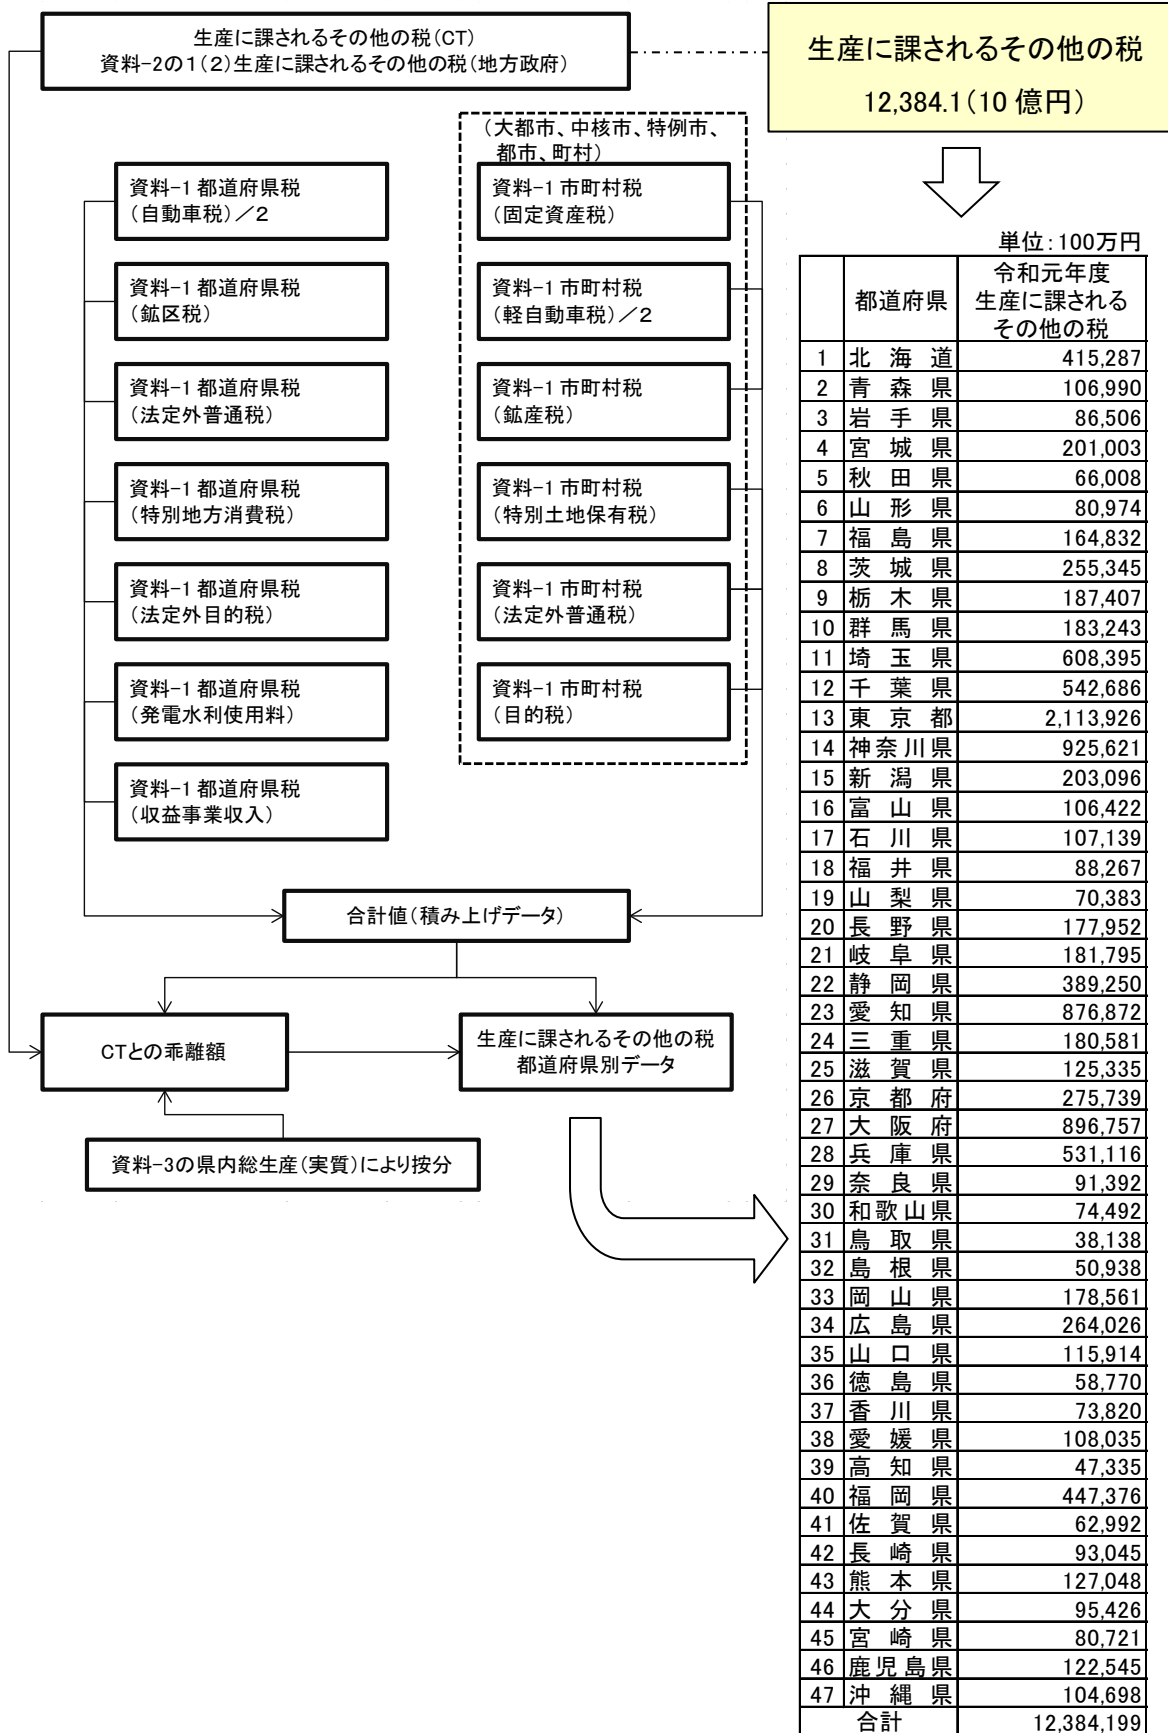 生産に課されるその他の税(CT)
資料-2の1(2)生産に課されるその他の税(地方政府)
生産に課されるその他の税
12,384.1(10 億円)
(大都市、中核市、特例市、
都市、町村)
資料-1 都道府県税
(自動車税)/2
資料-1 都道府県税
(鉱区税)
資料-1 都道府県税
(法定外普通税)
資料-1 都道府県税
(特別地方消費税)
資料-1 都道府県税
(法定外目的税)
資料-1 都道府県税
(発電水利使用料)
資料-1 都道府県税
(収益事業収入)
資料-1 市町村税
(固定資産税)
資料-1 市町村税
(軽自動車税)/2
資料-1 市町村税
(鉱産税)
資料-1 市町村税
(特別土地保有税)
資料-1 市町村税
(法定外普通税)
資料-1 市町村税
(目的税)
合計値(積み上げデータ)
CTとの乖離額
生産に課されるその他の税
都道府県別データ
資料-3の県内総生産(実質)により按分
単位:100万円
都道府県
令和元年度
生産に課される
その他の税
1 北海道 415,287
2 青森県 106,990
3 岩手県 86,506
4 宮城県 201,003
5 秋田県 66,008
6 山形県 80,974
7 福島県 164,832
8 茨城県 255,345
9 栃木県 187,407
10 群馬県 183,243
11 埼玉県 608,395
12 千葉県 542,686
13 東京都 2,113,926
14 神奈川県 925,621
15 新潟県 203,096
16 富山県 106,422
17 石川県 107,139
18 福井県 88,267
19 山梨県 70,383
20 長野県 177,952
21 岐阜県 181,795
22 静岡県 389,250
23 愛知県 876,872
24 三重県 180,581
25 滋賀県 125,335
26 京都府 275,739
27 大阪府 896,757
28 兵庫県 531,116
29 奈良県 91,392
30 和歌山県 74,492
31 鳥取県 38,138
32 島根県 50,938
33 岡山県 178,561
34 広島県 264,026
35 山口県 115,914
36 徳島県 58,770
37 香川県 73,820
38 愛媛県 108,035
39 高知県 47,335
40 福岡県 447,376
41 佐賀県 62,992
42 長崎県 93,045
43 熊本県 127,048
44 大分県 95,426
45 宮崎県 80,721
46 鹿児島県 122,545
47 沖縄県 104,698
合計 12,384,199